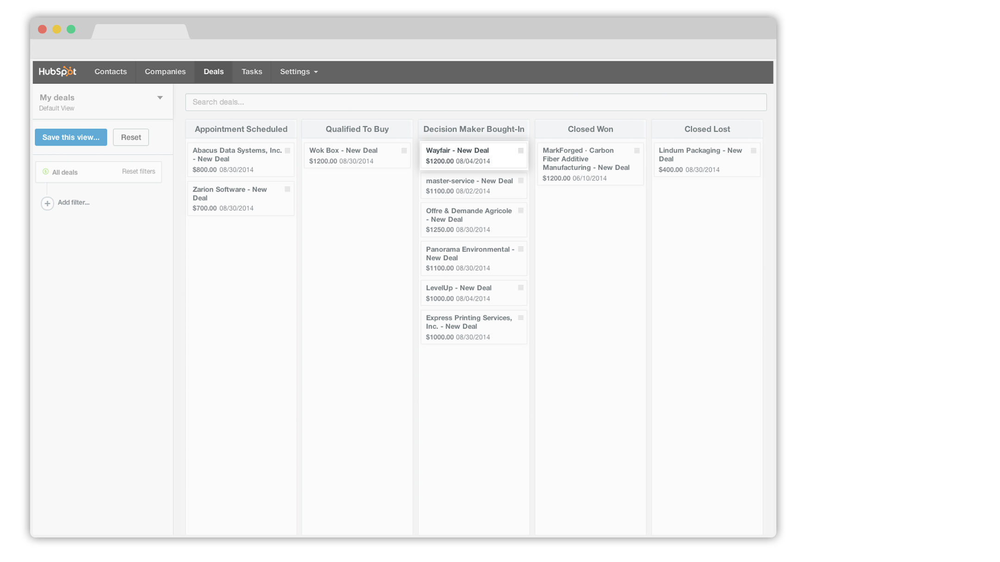 HubSpot
Contacts
Companies
Deals
Tasks
Settings
My deals
Default View
Save this view...
Reset
All deals
Reset filters
Add filter...
Search deals...
Appointment Scheduled
Abacus Data Systems, Inc.
- New Deal
$800.00 08/30/2014
Zarion Software - New
Deal
$700.00 08/30/2014
Qualified To Buy
Wok Box - New Deal
$1200.00 08/30/2014
Decision Maker Bought-In
Wayfair - New Deal
$1200.00 08/04/2014
master-service - New Deal
$1100.00 08/02/2014
Offre & Demande Agricole
- New Deal
$1250.00 08/30/2014
Panorama Environmental -
New Deal
$1100.00 08/30/2014
LevelUp - New Deal
$1000.00 08/04/2014
Express Printing Services,
Inc. - New Deal
$1000.00 08/30/2014
Closed Won
MarkForged · Carbon
Fiber Additive
Manufacturing - New Deal
$1200.00 06/10/2014
Closed Lost
Lindum Packaging - New
Deal
$400.00 08/30/2014